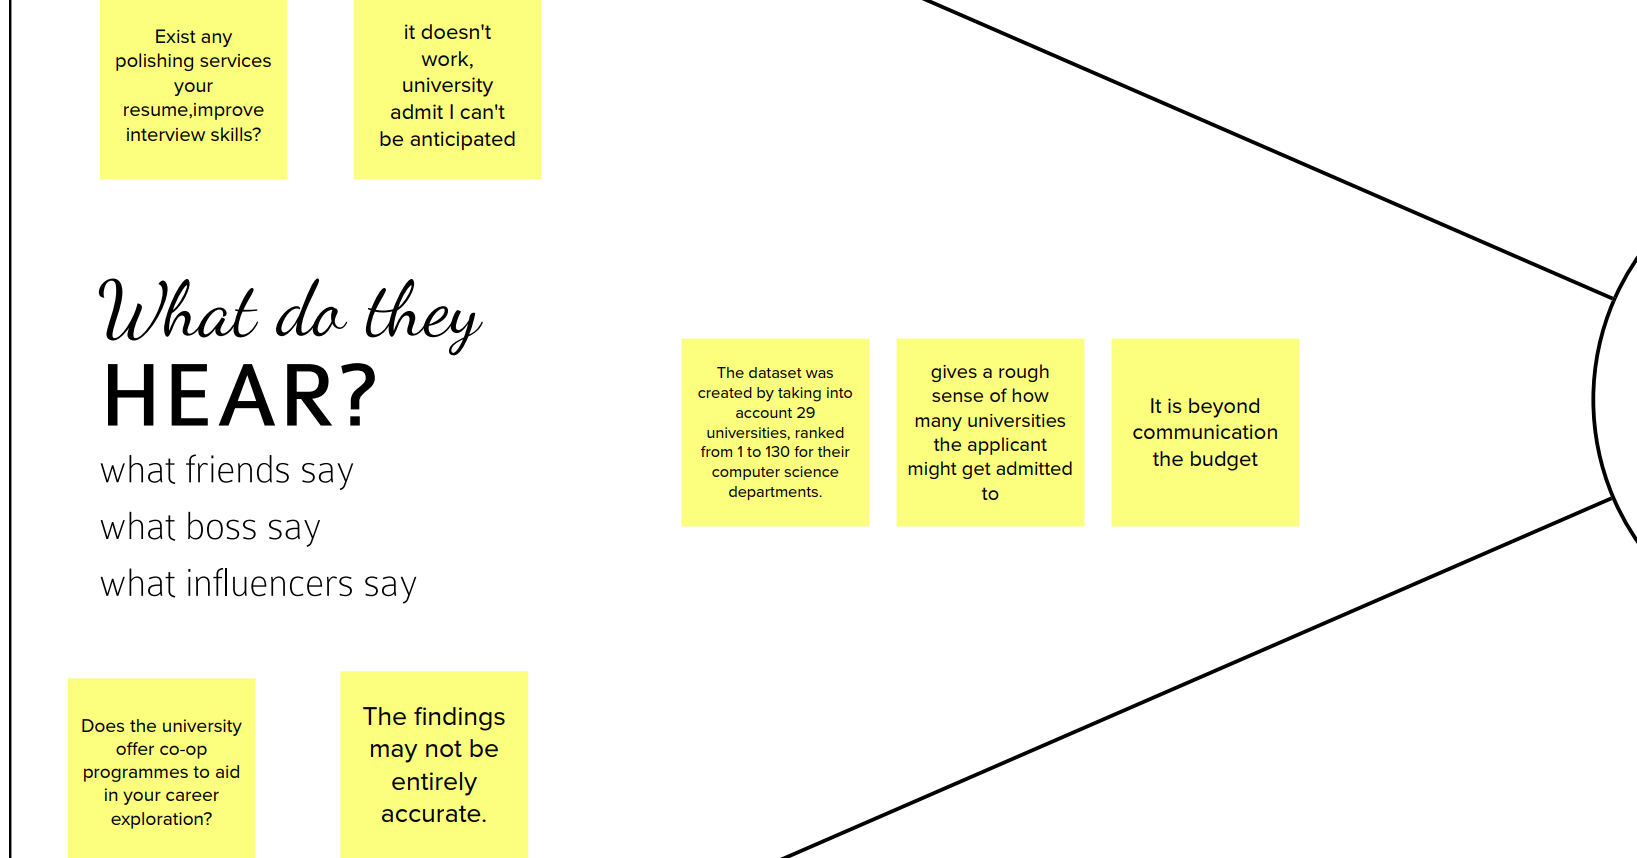 Exist any
polishing services
your
resume,improve
interview skills?
it doesn't
work,
university
admit I can't
be anticipated
What do they
HEAR?
what friends say
what boss say
what influencers say
The dataset was
created by taking into
account 29
universities, ranked
from 1 to 130 for their
computer science
departments.
gives a rough
sense of how
many universities
the applicant
might get admitted
to
It is beyond
communication
the budget
Does the university
offer co-op
programmes to aid
in your career
exploration?
The findings
may not be
entirely
accurate.